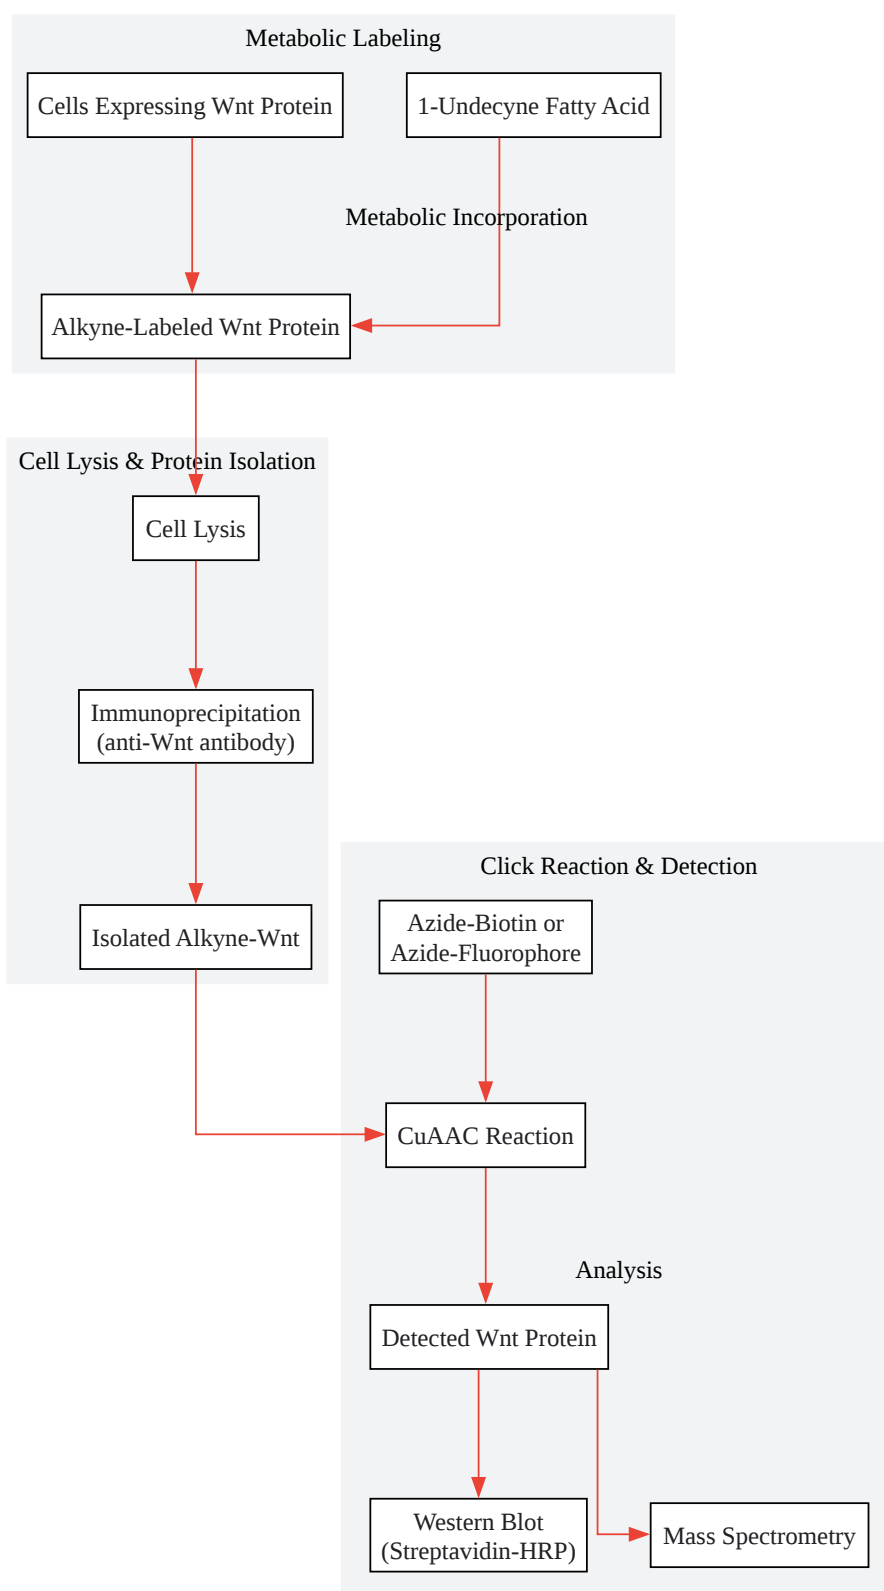 Metabolic Labeling
Cells Expressing Wnt Protein
1-Undecyne Fatty Acid
Metabolic Incorporation
Alkyne-Labeled Wnt Protein
Cell Lysis & Protein Isolation
Cell Lysis
Immunoprecipitation
(anti-Wnt antibody)
Isolated Alkyne-Wnt
Click Reaction & Detection
Azide-Biotin or
Azide-Fluorophore
CuAAC Reaction
Analysis
Detected Wnt Protein
Western Blot
(Streptavidin-HRP)
Mass Spectrometry